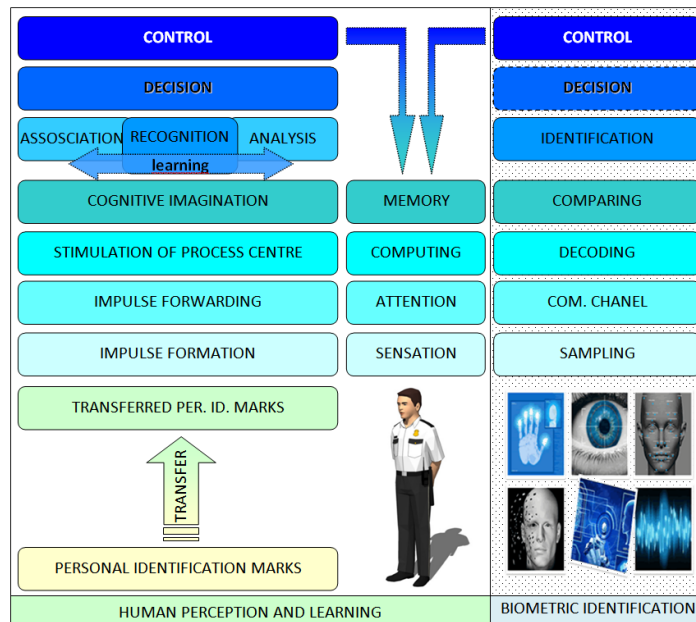 CONTROL
CONTROL
DECISION
DECISION
ASSOSCIATION
RECOGNITION
ANALYSIS
IDENTIFICATION
learning
COGNITIVE IMAGINATION
MEMORY
COMPARING
STIMULATION OF PROCESS CENTRE
COMPUTING
DECODING
IMPULSE FORWARDING
ATTENTION
COM. CHANEL
IMPULSE FORMATION
SENSATION
SAMPLING
TRANSFERRED PER. ID. MARKS
TRANSFER
PERSONAL IDENTIFICATION MARKS
HUMAN PERCEPTION AND LEARNING
BIOMETRIC IDENTIFICATION